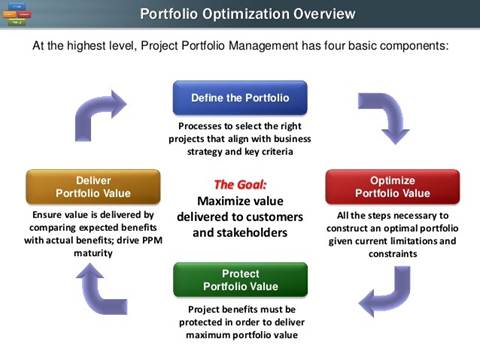 Portfolio Optimization Overview
At the highest level, Project Portfolio Management has four basic components:
Define the Portfolio
Processes to select the right
projects that align with business
strategy and key criteria
Deliver
Portfolio Value
Ensure value is delivered by
comparing expected benefits
with actual benefits; drive PPM
maturity
The Goal:
Maximize value
delivered to customers
and stakeholders
Optimize
Portfolio Value
All the steps necessary to
construct an optimal portfolio
given current limitations and
constraints
Protect
Portfolio Value
Project benefits must be
protected in order to deliver
maximum portfolio value